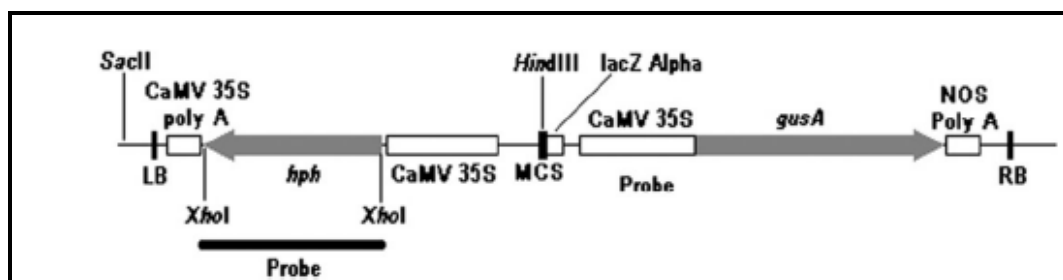 SacII
HindIII
lacZ Alpha
CaMV 35S
poly A
CaMV 35S
gusA
NOS
Poly A
LB
hph
CaMV 35S
MCS
Probe
RB
XhoI
XhoI
Probe